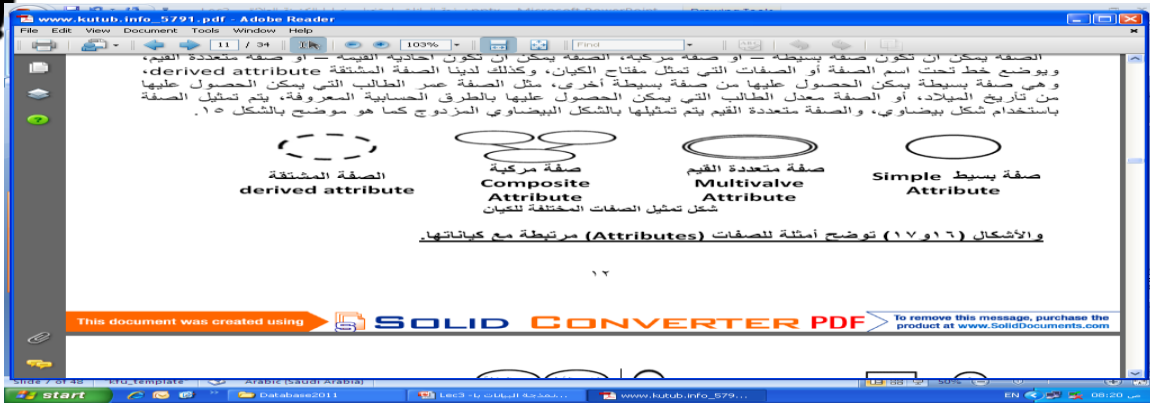 www.kutub.info_5791.pdf - Adobe Reader
File Edit View Document Tools Window Help
11 / 34 103% Find
الصفة يمكن أن تكون صفة بسيطة – أو صفة مركبة، الصفة يمكن أن تكون أحادية القيمة – أو صفة متعددة القيم،
ويوضع خط تحت اسم الصفة أو الصفات التي تمثل مفتاح الكيان، وكذلك لدينا الصفة المشتقة derived attribute،
وهي صفة بسيطة يمكن الحصول عليها من صفة بسيطة أخرى، مثل الصفة عمر الطالب التي يمكن الحصول عليها
من تأريخ الميلاد، أو الصفة معدل الطالب التي يمكن الحصول عليها بالطرق الحسابية المعروفة، يتم تمثيل الصفة
باستخدام شكل بيضاوي، والصفة متعددة القيم يتم تمثيلها بالشكل البيضاوي المزدوج كما هو موضح بالشكل ١٥.
صفة بسيط Simple
Attribute
صفة متعددة القيم
Multivalve
Attribute
صفة مركبة
Composite
Attribute
الصفة المشتقة
derived attribute
شكل تمثيل الصفات المختلفة للكيان
والأشكال (١٦و١٧) توضح أمثلة للصفات (Attributes) مرتبطة مع كياناتها.
١٢
This document was created using
SOLID CONVERTER PDF
To remove this message, purchase the
product at www.SolidDocuments.com
Slide 7 of 48 kfu_template Arabic (Saudi Arabia) 50%
start Database2011 Lec3 - نمذجة البيانات با... www.kutub.info_579... EN 08:20 ص